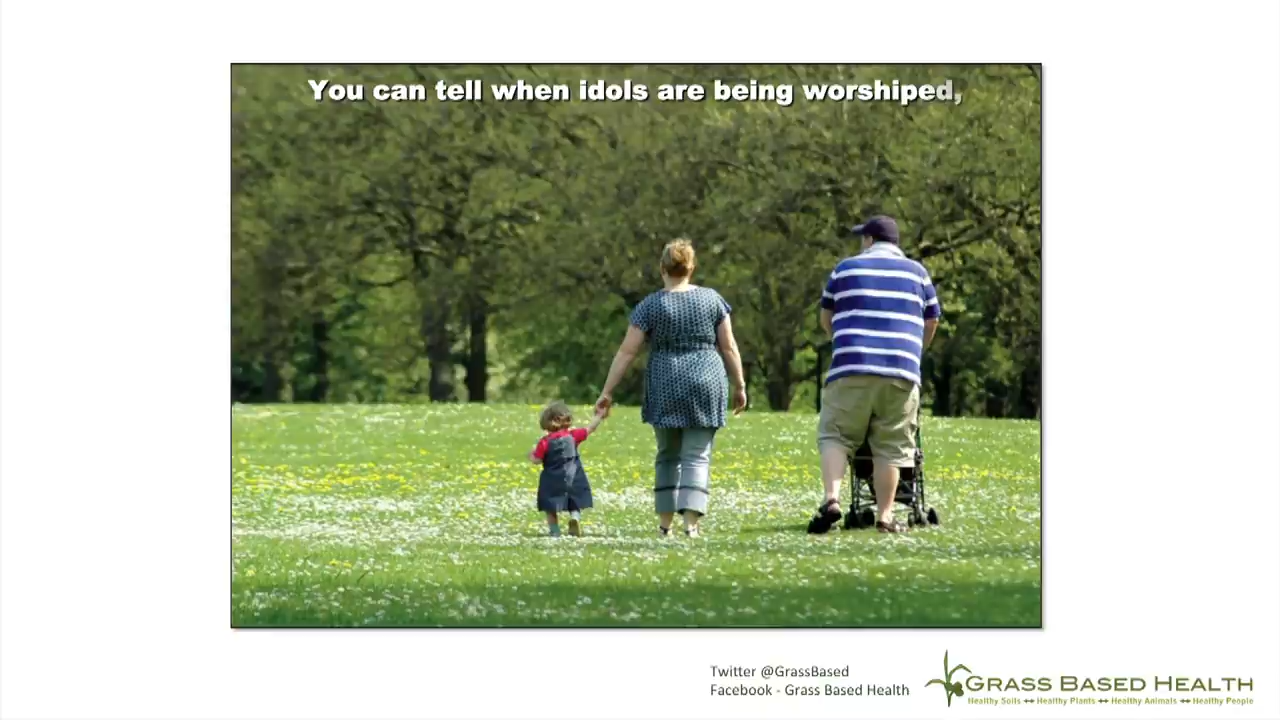 You can tell when idols are being worshiped,
Twitter @GrassBased
Facebook - Grass Based Health
GRASS BASED HEALTH
Healthy Soils ↔ Healthy Plants ↔ Healthy Animals ↔ Healthy People